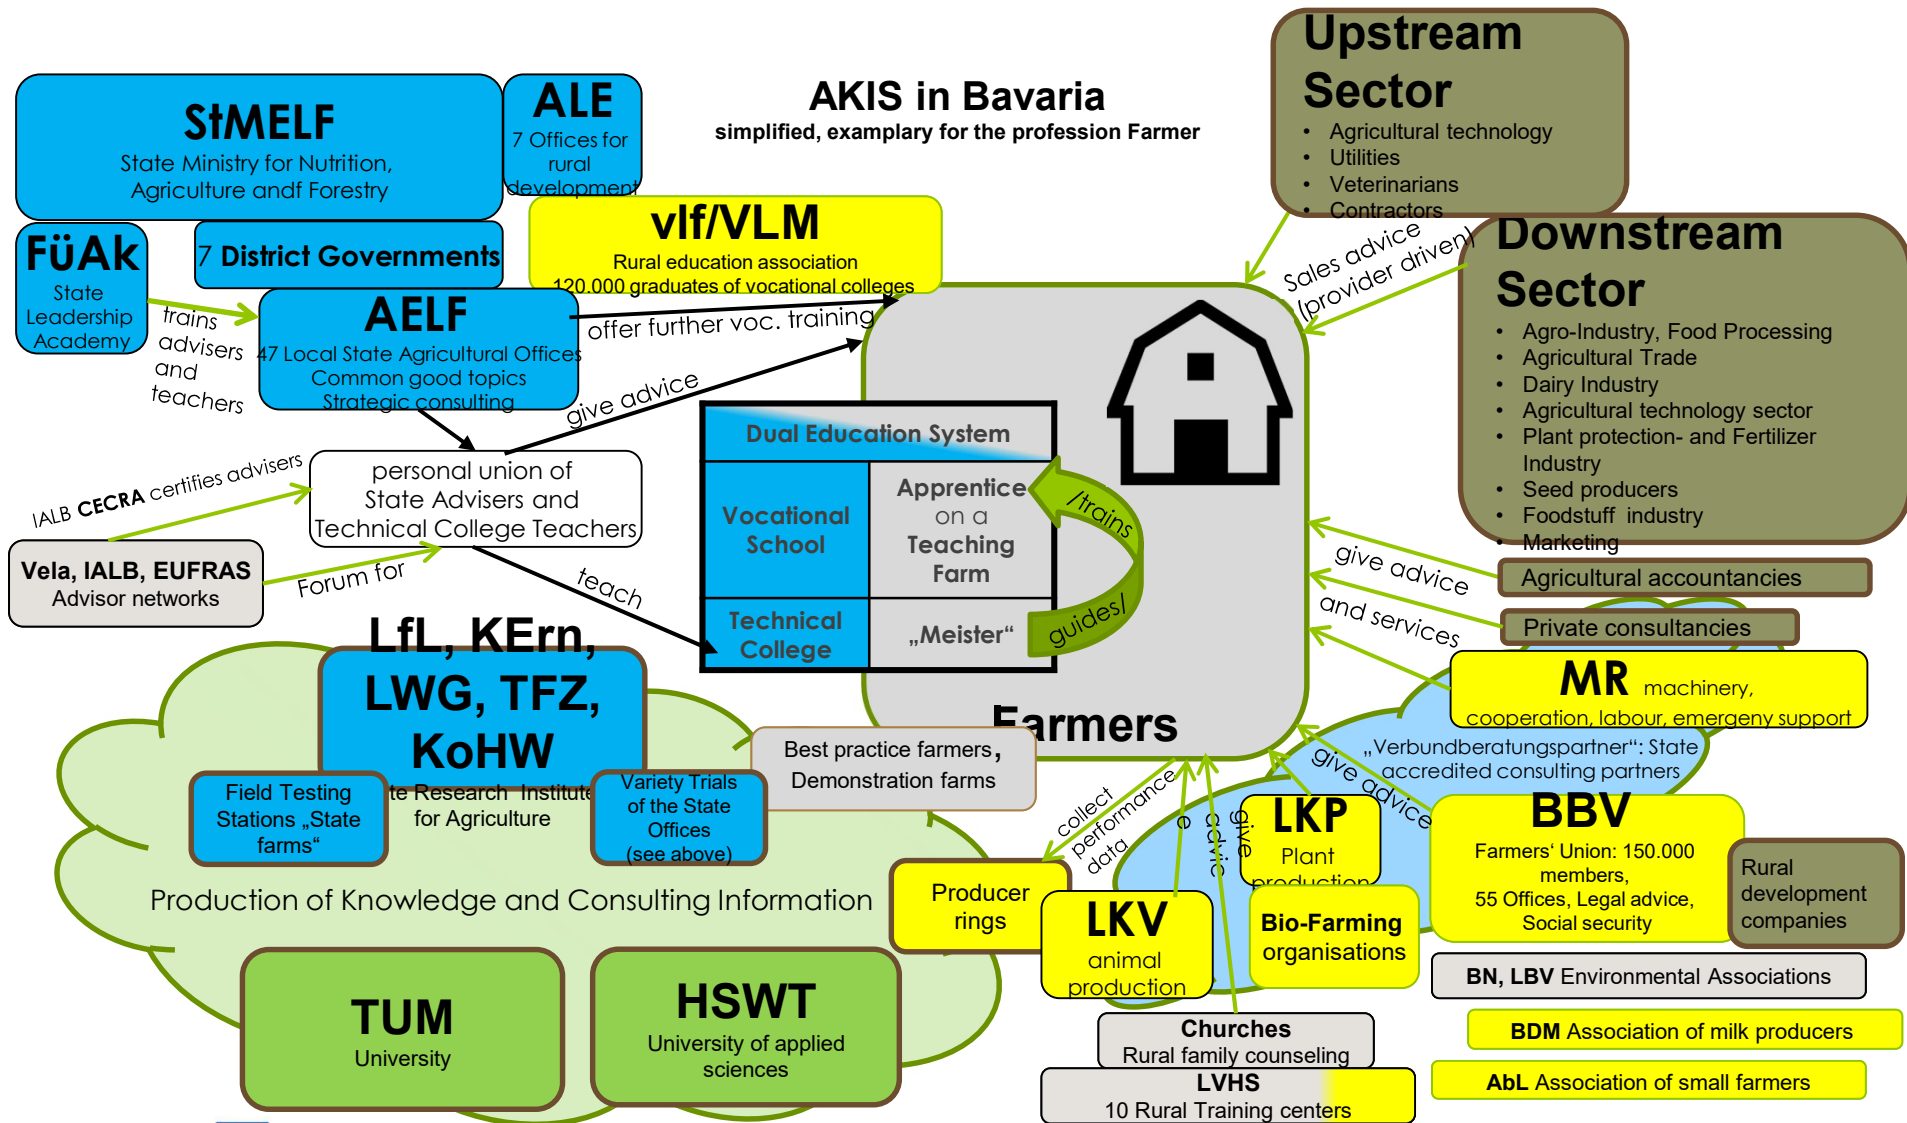 AKIS in Bavaria
simplified, examplary for the profession Farmer
StMELF
State Ministry for Nutrition,
Agriculture andf Forestry
ALE
7 Offices for
rural
development
FüAk
State
Leadership
Academy
7 District Governments
vlf/VLM
Rural education association
120.000 graduates of vocational colleges
trains
advisers
and
teachers
AELF
47 Local State Agricultural Offices
Common good topics
Strategic consulting
offer further voc. training
give advice
IALB CECRA certifies advisers
personal union of
State Advisers and
Technical College Teachers
Vela, IALB, EUFRAS
Advisor networks
Forum for
teach
Dual Education System
Vocational
School
Apprentice
on a
Teaching
Farm
Technical
College
„Meister“
/trains
guides/
Farmers
Upstream
Sector
• Agricultural technology
• Utilities
• Veterinarians
• Contractors
Sales advice
(provider driven)
Downstream
Sector
• Agro-Industry, Food Processing
• Agricultural Trade
• Dairy Industry
• Agricultural technology sector
• Plant protection- and Fertilizer
Industry
• Seed producers
• Foodstuff industry
• Marketing
give advice
and services
Agricultural accountancies
Private consultancies
MR machinery,
cooperation, labour, emergeny support
„Verbundberatungspartner“: State
accredited consulting partners
give advice
LfL, KErn,
LWG, TFZ,
KoHW
te Research Institute
for Agriculture
Field Testing
Stations „State
farms“
Variety Trials
of the State
Offices
(see above)
Best practice farmers,
Demonstration farms
Production of Knowledge and Consulting Information
TUM
University
HSWT
University of applied
sciences
collect
performance
data
Producer
rings
give
advic
e
LKV
animal
production
LKP
Plant
production
Bio-Farming
organisations
BBV
Farmers‘ Union: 150.000
members,
55 Offices, Legal advice,
Social security
Rural
development
companies
BN, LBV Environmental Associations
BDM Association of milk producers
AbL Association of small farmers
Churches
Rural family counseling
LVHS
10 Rural Training centers